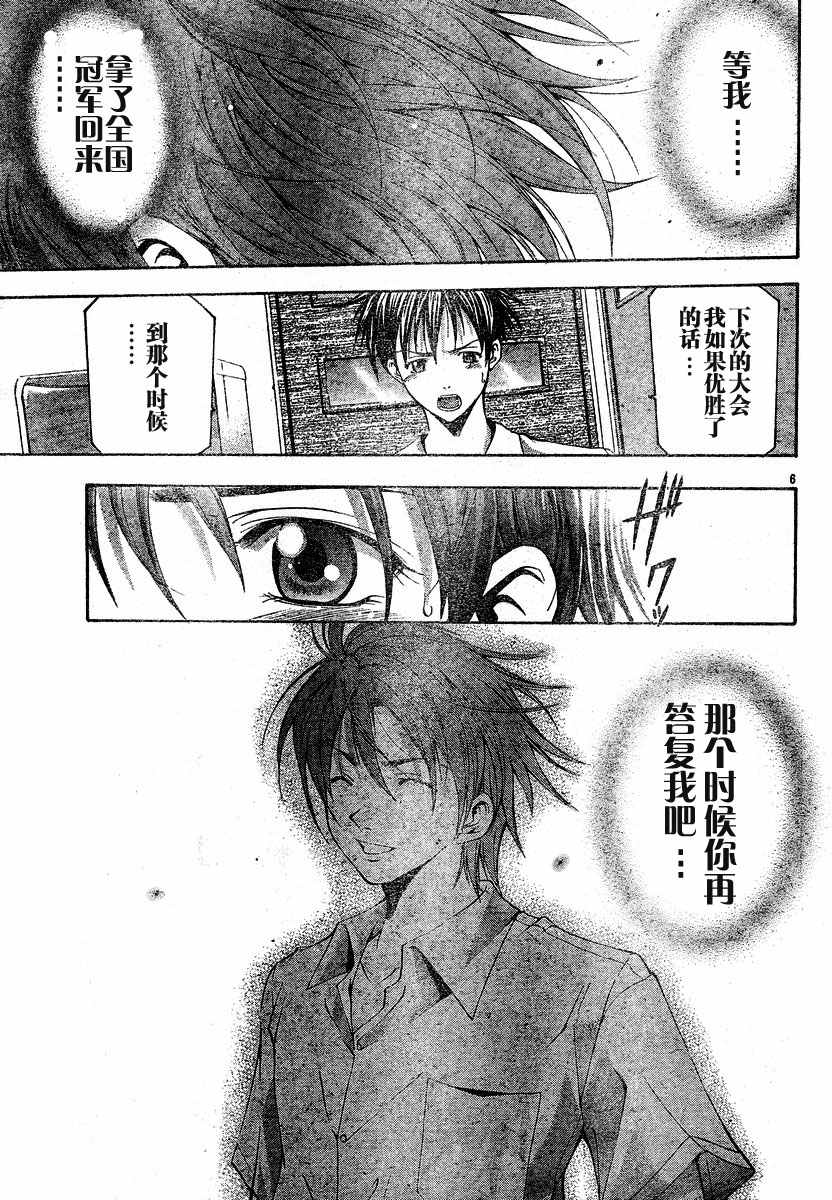 等我……
拿了全国
冠军回来
……
下次的大会
我如果优胜了
的话…
到那个时候
……
6
那个时候你再
答复我吧…